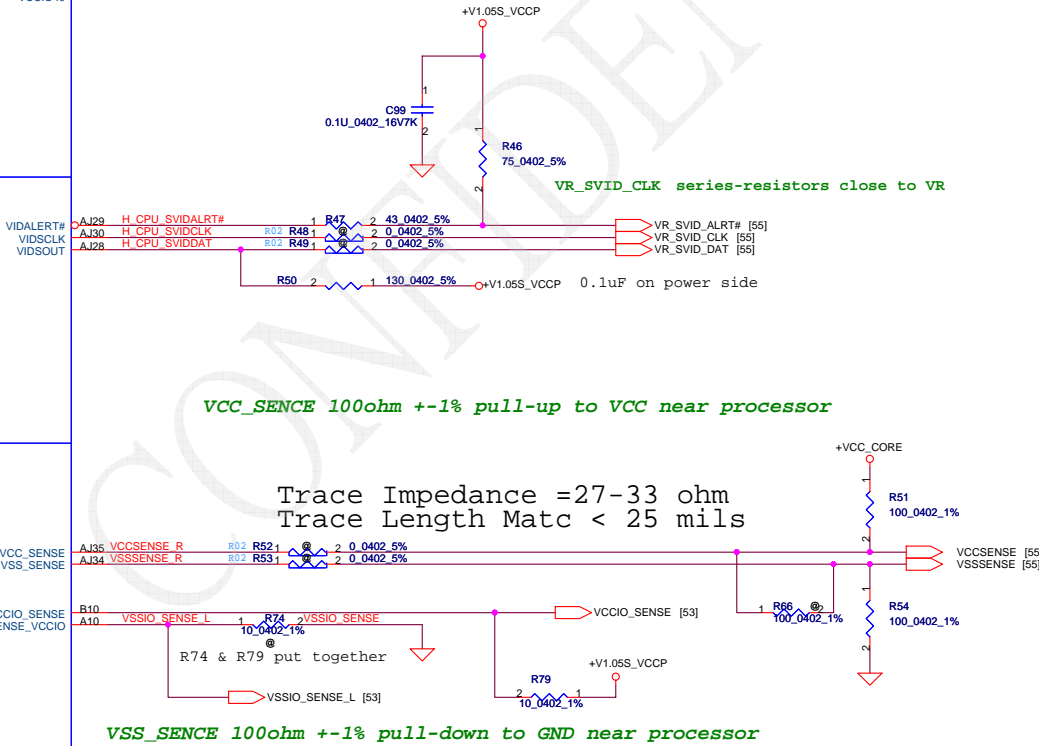 +V1.05S_VCCP
1
C99
0.1U_0402_16V7K
2
1
R46
75_0402_5%
2
VR_SVID_CLK series-resistors close to VR
VIDALERT# AJ29 H_CPU_SVIDALRT# 1 R47 2 43_0402_5% VR_SVID_ALRT# [55]
VIDSCLK AJ30 H_CPU_SVIDCLK R02 R48 1 @ 2 0_0402_5% VR_SVID_CLK [55]
VIDSOUT AJ28 H_CPU_SVIDDAT R02 R49 1 @ 2 0_0402_5% VR_SVID_DAT [55]
R50 2 1 130_0402_5% +V1.05S_VCCP 0.1uF on power side
VCC_SENCE 100ohm +-1% pull-up to VCC near processor
+VCC_CORE
Trace Impedance =27-33 ohm
Trace Length Matc < 25 mils
1
R51
100_0402_1%
2
VCC_SENSE AJ35 VCCSENSE_R R02 R52 1 @ 2 0_0402_5% VCCSENSE [55
VSS_SENSE AJ34 VSSSENSE_R R02 R53 1 @ 2 0_0402_5% VSSSENSE [55]
1 R66 @ 2
100_0402_1%
1
R54
100_0402_1%
2
CCIO_SENSE B10 VCCIO_SENSE [53]
ENSE_VCCIO A10 VSSIO_SENSE_L 1 R74 2 VSSIO_SENSE
10_0402_1%
@
R74 & R79 put together
+V1.05S_VCCP
R79
2 1
10_0402_1%
VSSIO_SENSE_L [53]
VSS_SENCE 100ohm +-1% pull-down to GND near processor
CONFIDE